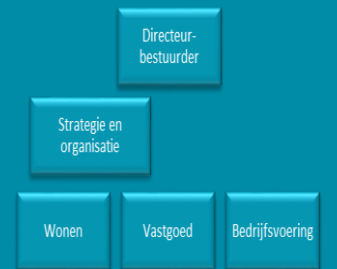 Directeur-
bestuurder
Strategie en
organisatie
Wonen
Vastgoed
Bedrijfsvoering